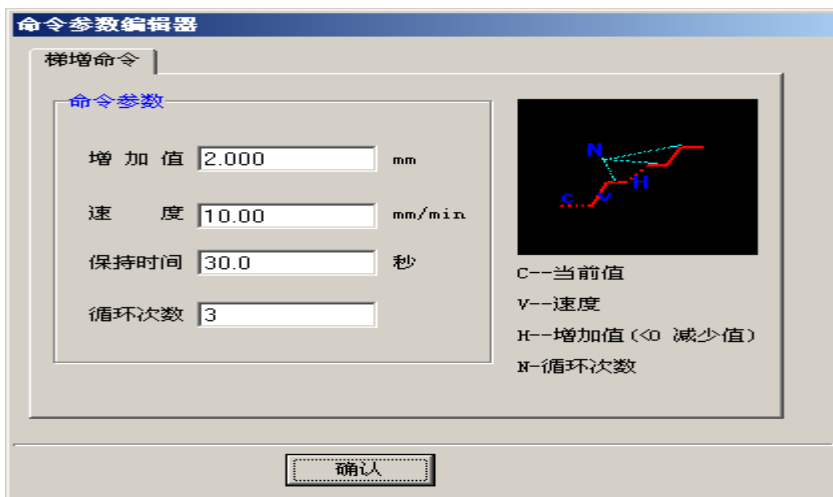 命令参数编辑器
梯增命令
命令参数
增 加 值 2.000 mm
速 度 10.00 mm/min
保持时间 30.0 秒
循环次数 3
N
H
C V
C--当前值
V--速度
H--增加值(<0 减少值)
N-循环次数
确认